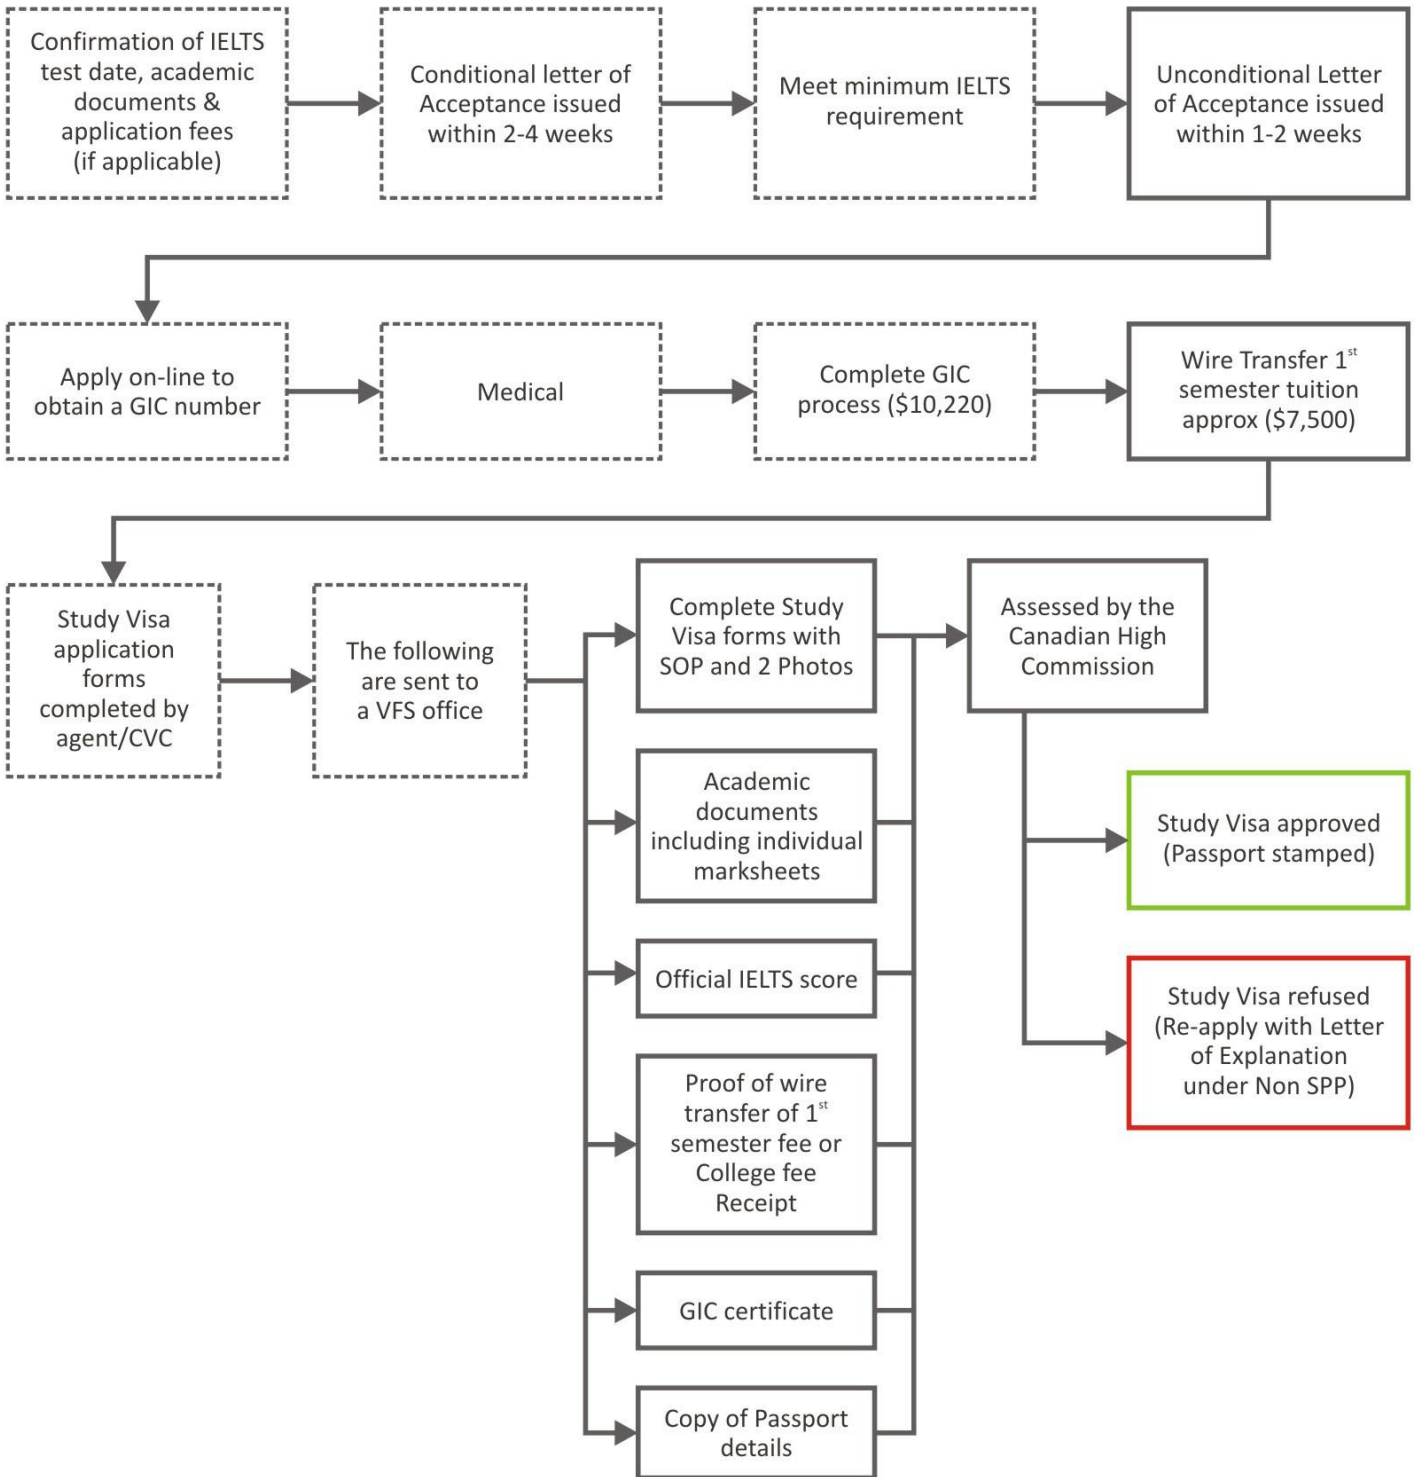 Confirmation of IELTS
test date, academic
documents &
application fees
(if applicable)
Conditional letter of
Acceptance issued
within 2-4 weeks
Meet minimum IELTS
requirement
Unconditional Letter
of Acceptance issued
within 1-2 weeks
Apply on-line to
obtain a GIC number
Medical
Complete GIC
process ($10,220)
Wire Transfer 1st
semester tuition
approx ($7,500)
Study Visa
application
forms
completed by
agent/CVC
The following
are sent to
a VFS office
Complete Study
Visa forms with
SOP and 2 Photos
Academic
documents
including individual
marksheets
Official IELTS score
Proof of wire
transfer of 1st
semester fee or
College fee
Receipt
GIC certificate
Copy of Passport
details
Assessed by the
Canadian High
Commission
Study Visa approved
(Passport stamped)
Study Visa refused
(Re-apply with Letter
of Explanation
under Non SPP)